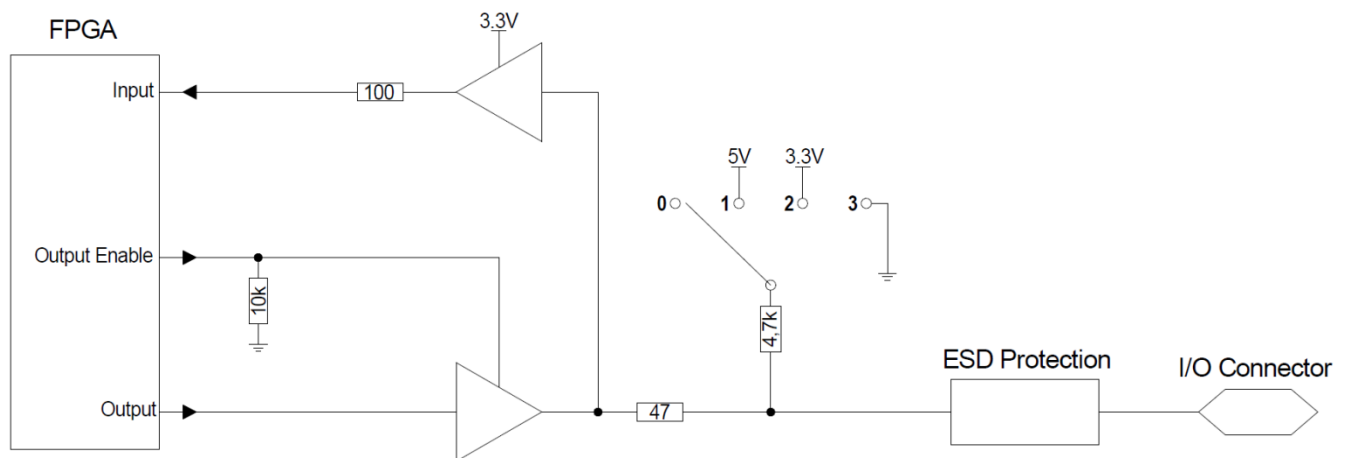 FPGA
3.3V
Input
100
5V
3.3V
0
1
2
3
Output Enable
10k
4,7k
ESD Protection
I/O Connector
Output
47